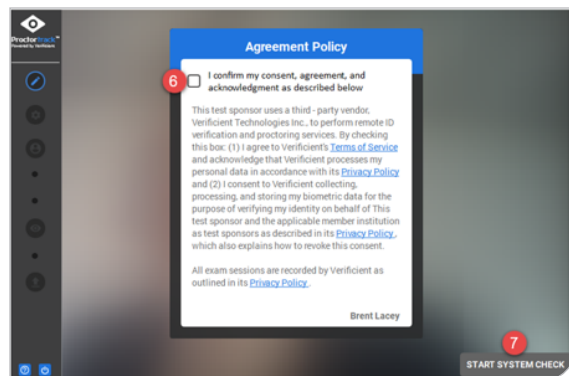 Proctortrack™
Powered by Verificient
Agreement Policy
6
I confirm my consent, agreement, and
acknowledgment as described below
This test sponsor uses a third - party vendor,
Verificient Technologies Inc., to perform remote ID
verification and proctoring services. By checking
this box: (1) I agree to Verificient's Terms of Service
and acknowledge that Verificient processes my
personal data in accordance with its Privacy Policy
and (2) I consent to Verificient collecting,
processing, and storing my biometric data for the
purpose of verifying my identity on behalf of This
test sponsor and the applicable member institution
as test sponsors as described in its Privacy Policy ,
which also explains how to revoke this consent.
All exam sessions are recorded by Verificient as
outlined in its Privacy Policy .
Brent Lacey
7
START SYSTEM CHECK